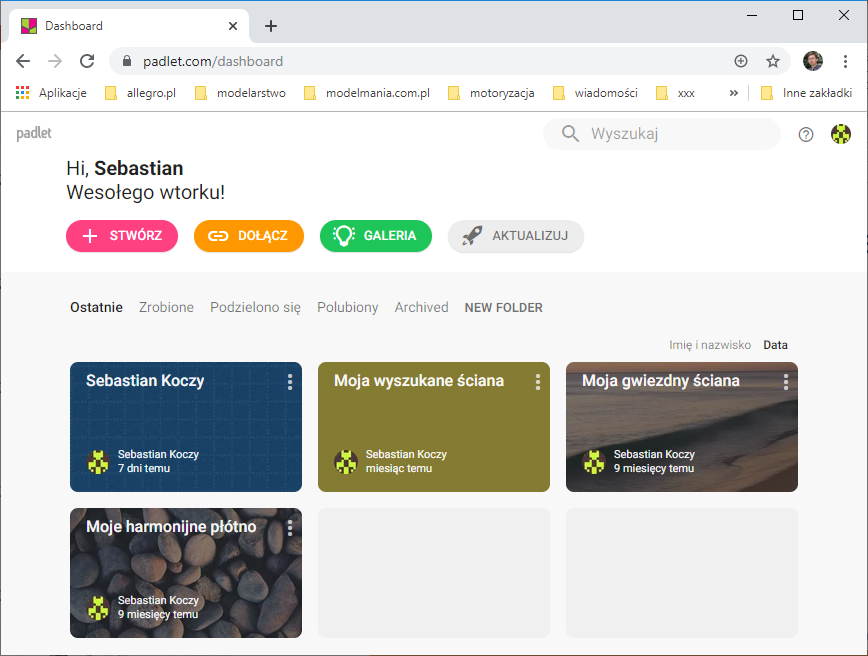 Dashboard
padlet.com/dashboard
Aplikacje allegro.pl modelarstwo modelmania.com.pl motoryzacja wiadomości xxx » Inne zakładki
padlet Wyszukaj
Hi, Sebastian
Wesołego wtorku!
STWÓRZ DOŁĄCZ GALERIA AKTUALIZUJ
Ostatnie Zrobione Podzielono się Polubiony Archived NEW FOLDER
Imię i nazwisko Data
Sebastian Koczy
Sebastian Koczy
7 dni temu
Moja wyszukane ściana
Sebastian Koczy
miesiąc temu
Moja gwiezdny ściana
Sebastian Koczy
9 miesięcy temu
Moje harmonijne płótno
Sebastian Koczy
9 miesięcy temu